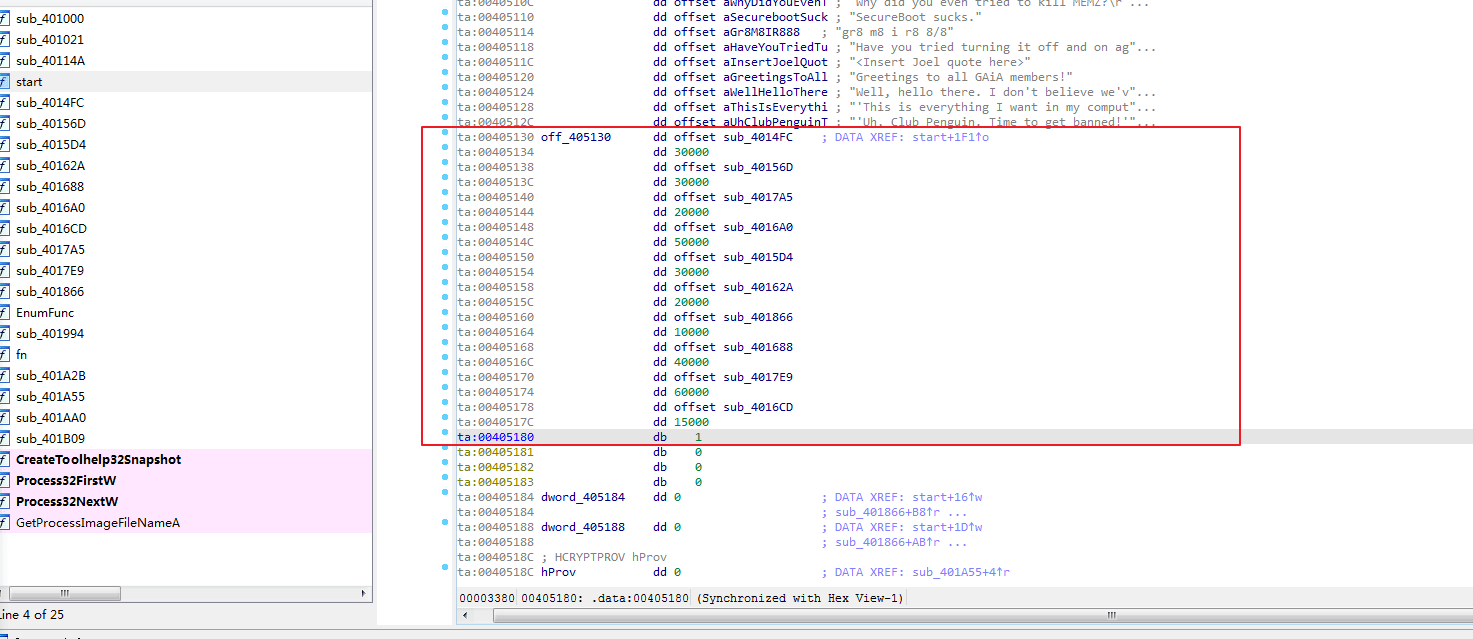 sub_401000
sub_401021
sub_40114A
start
sub_4014FC
sub_40156D
sub_4015D4
sub_40162A
sub_401688
sub_4016A0
sub_4016CD
sub_4017A5
sub_4017E9
sub_401866
EnumFunc
sub_401994
fn
sub_401A2B
sub_401A55
sub_401AA0
sub_401B09
CreateToolhelp32Snapshot
Process32FirstW
Process32NextW
GetProcessImageFileNameA
Line 4 of 25
ta:0040510C dd offset aWhyDidYouEvenT ; "Why did you even tried to kill MEMZ?\r"...
ta:00405110 dd offset aSecurebootSuck ; "SecureBoot sucks."
ta:00405114 dd offset aGr8M8IR888 ; "gr8 m8 i r8 8/8"
ta:00405118 dd offset aHaveYouTriedTu ; "Have you tried turning it off and on ag"...
ta:0040511C dd offset aInsertJoelQuot ; "<Insert Joel quote here>"
ta:00405120 dd offset aGreetingsToAll ; "Greetings to all GAiA members!"
ta:00405124 dd offset aWellHelloThere ; "Well, hello there. I don't believe we'v"...
ta:00405128 dd offset aThisIsEverythi ; "'This is everything I want in my comput"...
ta:0040512C dd offset aUhClubPenguinT ; "'Uh, Club Penguin. Time to get banned!'"...
ta:00405130 off_405130 dd offset sub_4014FC ; DATA XREF: start+1F1↑o
ta:00405134 dd 30000
ta:00405138 dd offset sub_40156D
ta:0040513C dd 30000
ta:00405140 dd offset sub_4017A5
ta:00405144 dd 20000
ta:00405148 dd offset sub_4016A0
ta:0040514C dd 50000
ta:00405150 dd offset sub_4015D4
ta:00405154 dd 30000
ta:00405158 dd offset sub_40162A
ta:0040515C dd 20000
ta:00405160 dd offset sub_401866
ta:00405164 dd 10000
ta:00405168 dd offset sub_401688
ta:0040516C dd 40000
ta:00405170 dd offset sub_4017E9
ta:00405174 dd 60000
ta:00405178 dd offset sub_4016CD
ta:0040517C dd 15000
ta:00405180 db 1
ta:00405181 db 0
ta:00405182 db 0
ta:00405183 db 0
ta:00405184 dword_405184 dd 0 ; DATA XREF: start+16↑w
ta:00405184 ; sub_401866+B8↑r ...
ta:00405188 dword_405188 dd 0 ; DATA XREF: start+1D↑w
ta:00405188 ; sub_401866+AB↑r ...
ta:0040518C ; HCRYPTPROV hProv
ta:0040518C hProv dd 0 ; DATA XREF: sub_401A55+4↑r
00003380 00405180: .data:00405180 (Synchronized with Hex View-1)